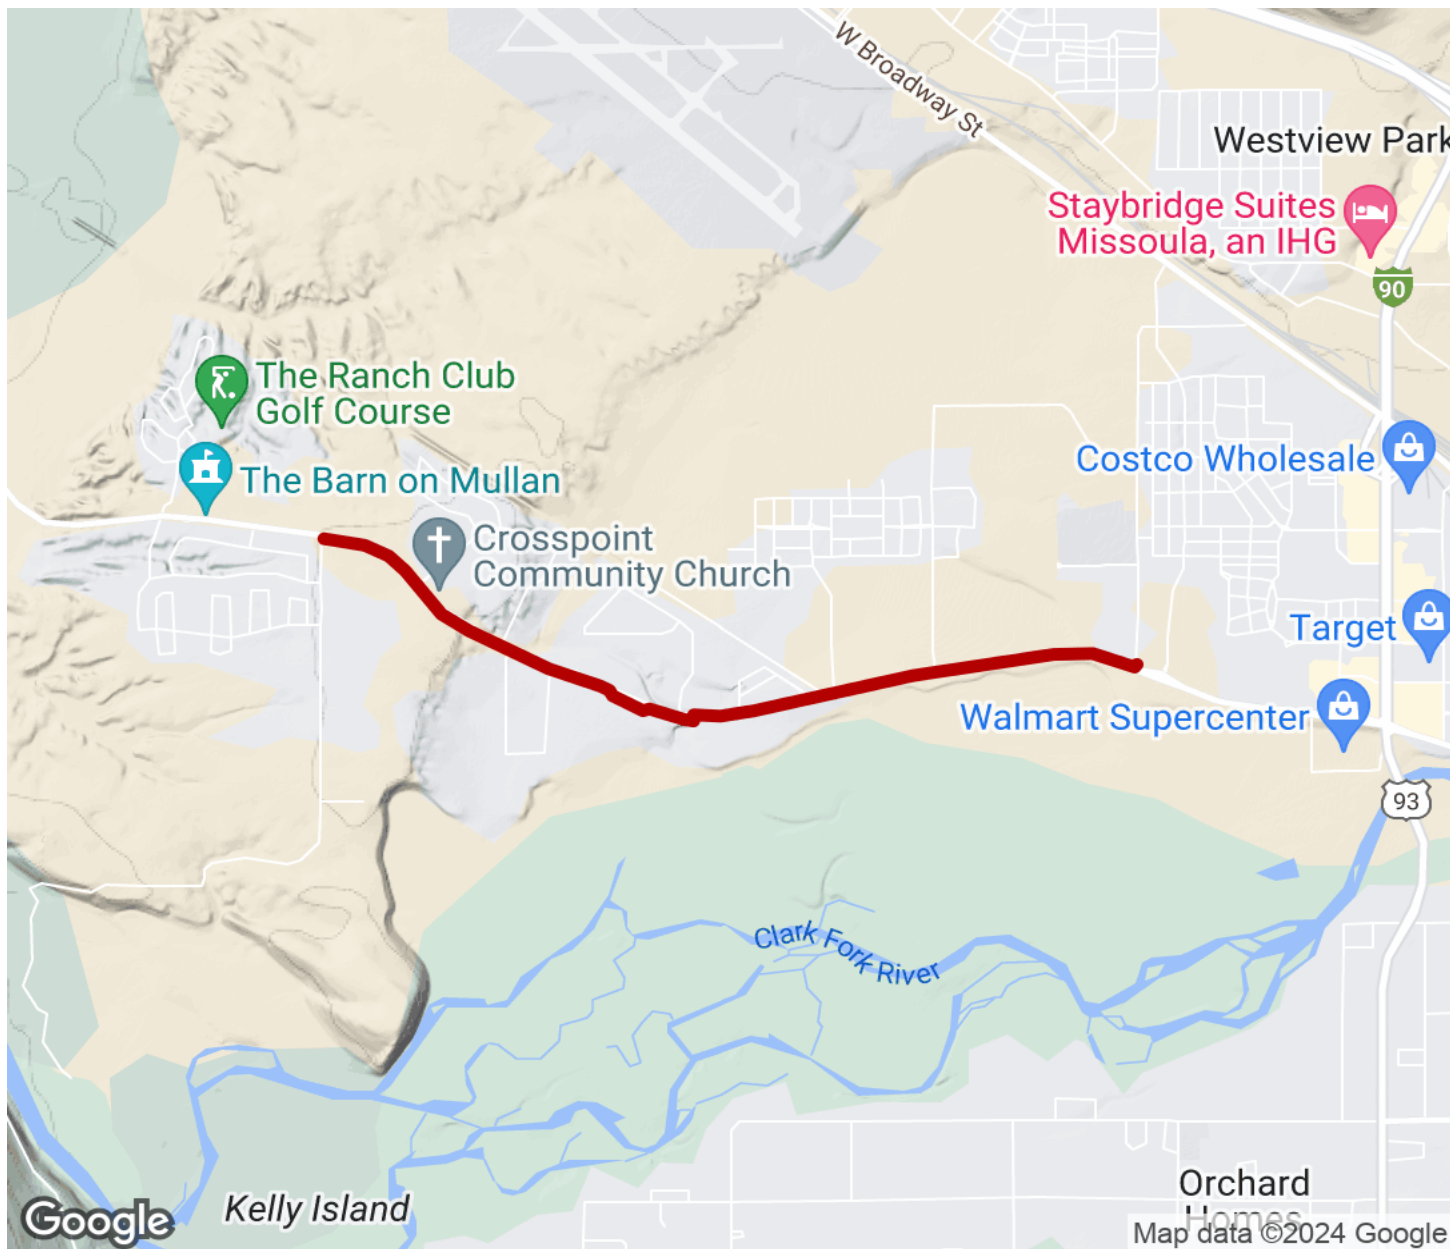 W Broadway St
Westview Park
Staybridge Suites
Missoula, an IHG
90
The Ranch Club
Golf Course
Costco Wholesale
The Barn on Mullan
Crosspoint
Community Church
Target
Walmart Supercenter
93
Clark Fork River
Orchard
Homes
Kelly Island
Google
Map data ©2024 Google